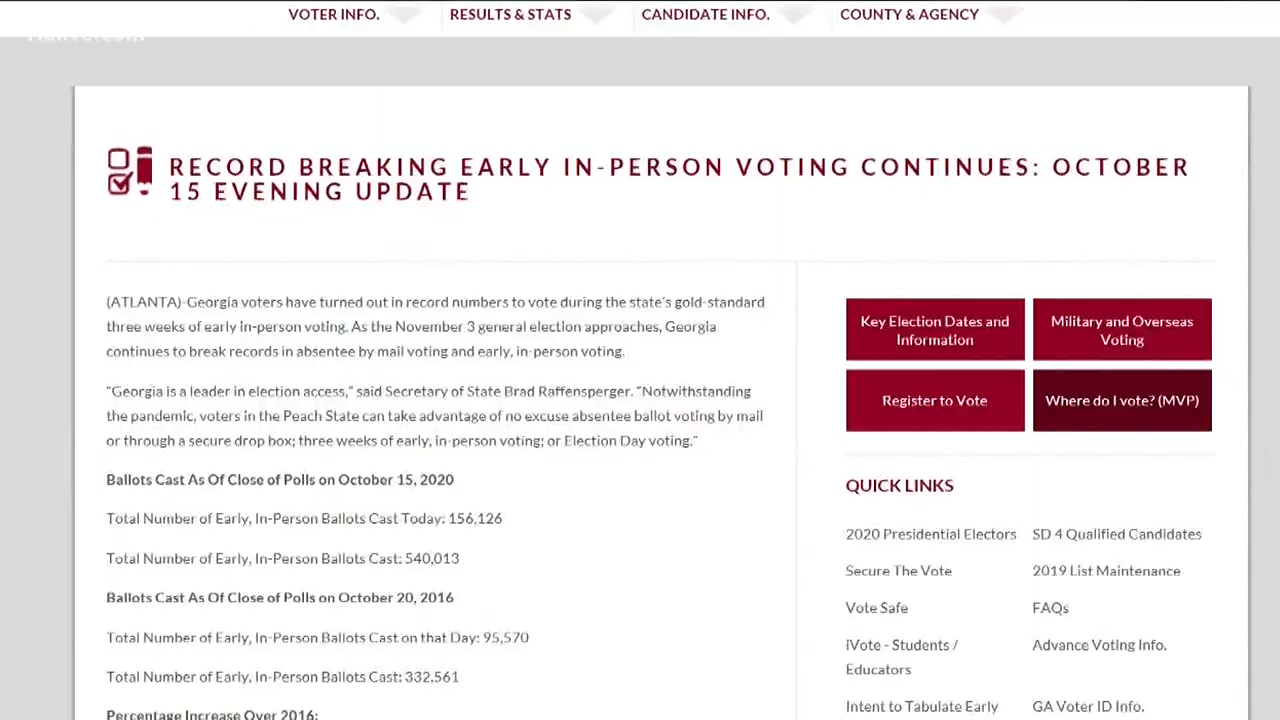 VOTER INFO.
RESULTS & STATS
CANDIDATE INFO.
COUNTY & AGENCY
RECORD BREAKING EARLY IN-PERSON VOTING CONTINUES: OCTOBER
15 EVENING UPDATE
(ATLANTA)-Georgia voters have turned out in record numbers to vote during the state's gold-standard
three weeks of early in-person voting. As the November 3 general election approaches, Georgia
continues to break records in absentee by mail voting and early, in-person voting.
"Georgia is a leader in election access," said Secretary of State Brad Raffensperger. "Notwithstanding
the pandemic, voters in the Peach State can take advantage of no excuse absentee ballot voting by mail
or through a secure drop box; three weeks of early, in-person voting; or Election Day voting."
Ballots Cast As Of Close of Polls on October 15, 2020
Total Number of Early, In-Person Ballots Cast Today: 156,126
Total Number of Early, In-Person Ballots Cast: 540,013
Ballots Cast As Of Close of Polls on October 20, 2016
Total Number of Early, In-Person Ballots Cast on that Day: 95,570
Total Number of Early, In-Person Ballots Cast: 332,561
Percentage Increase Over 2016:
Key Election Dates and
Information
Military and Overseas
Voting
Register to Vote
Where do I vote? (MVP)
QUICK LINKS
2020 Presidential Electors
SD 4 Qualified Candidates
Secure The Vote
2019 List Maintenance
Vote Safe
FAQs
IVote - Students /
Educators
Advance Voting Info.
Intent to Tabulate Early
GA Voter ID Info.